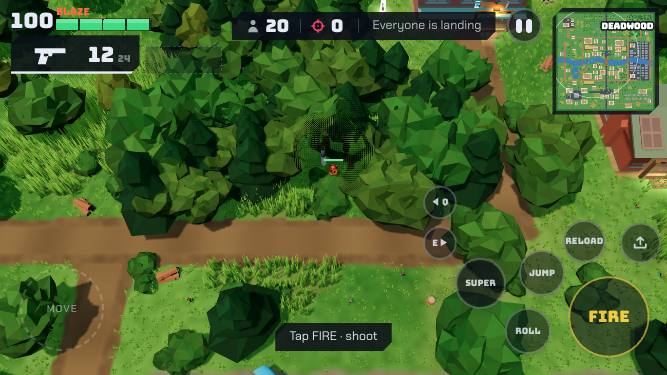 100 BLAZE
12 24
20 0 Everyone is landing
DEADWOOD
0
E
RELOAD
JUMP
SUPER
FIRE
ROLL
MOVE
Tap FIRE · shoot